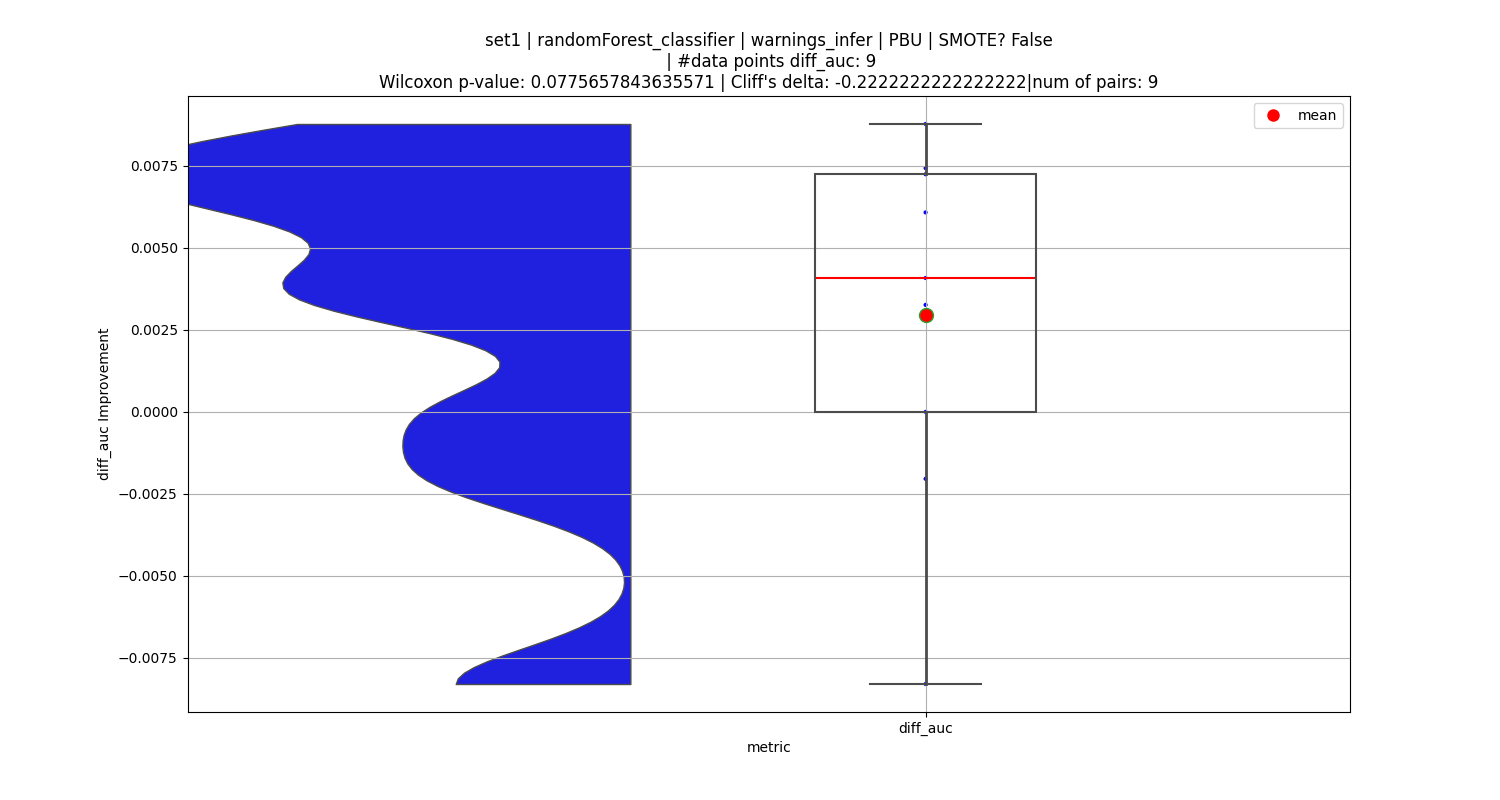 set1 | randomForest_classifier | warnings_infer | PBU | SMOTE? False
| #data points diff_auc: 9
Wilcoxon p-value: 0.0775657843635571 | Cliff's delta: -0.2222222222222222|num of pairs: 9
mean
0.0075
0.0050
0.0025
0.0000
−0.0025
−0.0050
−0.0075
diff_auc Improvement
diff_auc
metric